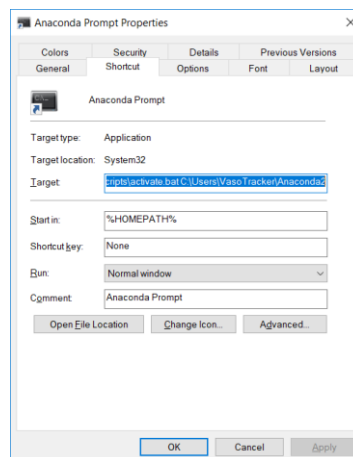 Anaconda Prompt Properties
Colors Security Details Previous Versions
General Shortcut Options Font Layout
Anaconda Prompt
Target type: Application
Target location: System32
Target: cripts\activate.bat C:\Users\VasoTracker\Anaconda2
Start in: %HOMEPATH%
Shortcut key: None
Run: Normal window
Comment: Anaconda Prompt
Open File Location Change Icon... Advanced...
OK Cancel Apply